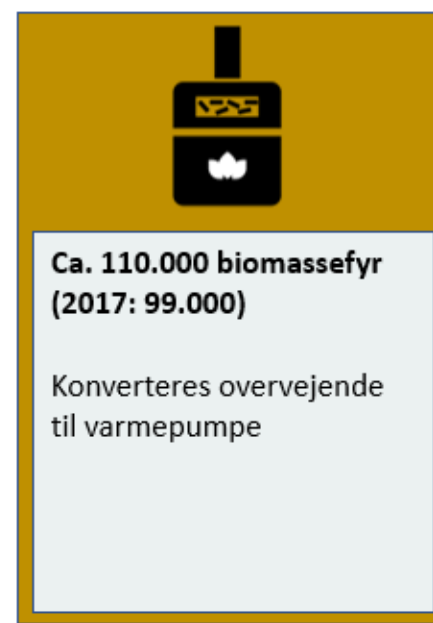 Ca. 110.000 biomassefyr
(2017: 99.000)
Konverteres overvejende
til varmepumpe